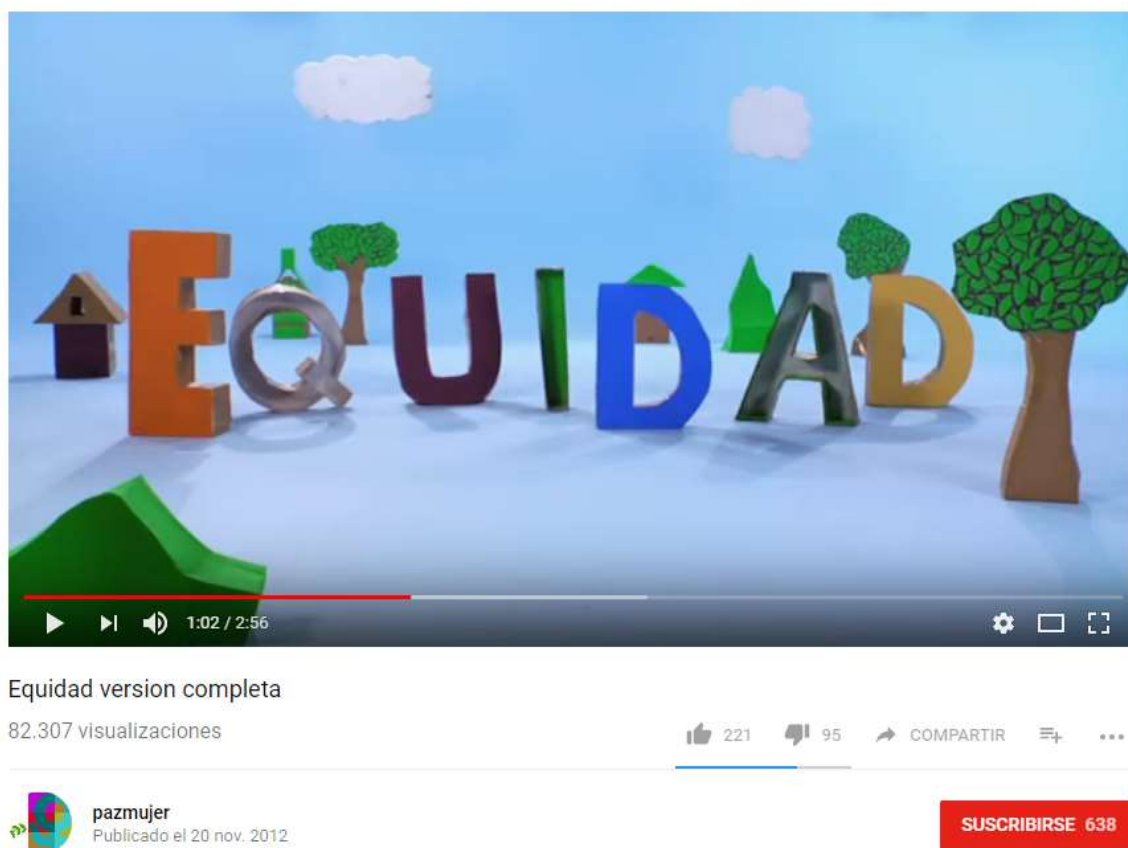 EQUIDAD
1:02 / 2:56
Equidad version completa
82.307 visualizaciones
221 95 COMPARTIR
pazmujer
Publicado el 20 nov. 2012
SUSCRIBIRSE 638